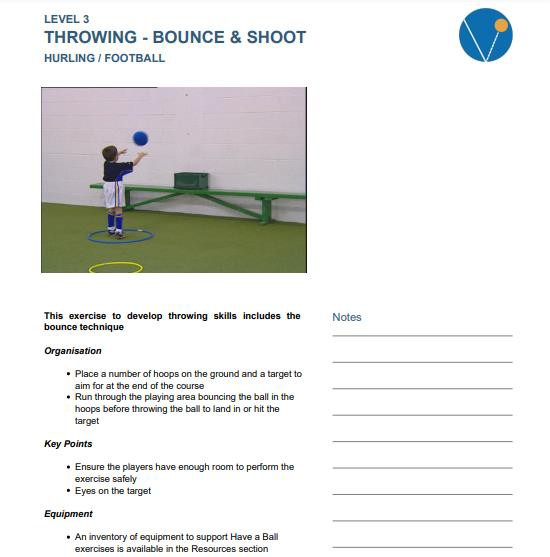 LEVEL 3
THROWING - BOUNCE & SHOOT
HURLING / FOOTBALL
This exercise to develop throwing skills includes the
bounce technique
Organisation
• Place a number of hoops on the ground and a target to
aim for at the end of the course
• Run through the playing area bouncing the ball in the
hoops before throwing the ball to land in or hit the
target
Key Points
• Ensure the players have enough room to perform the
exercise safely
• Eyes on the target
Equipment
• An inventory of equipment to support Have a Ball
exercises is available in the Resources section
Notes